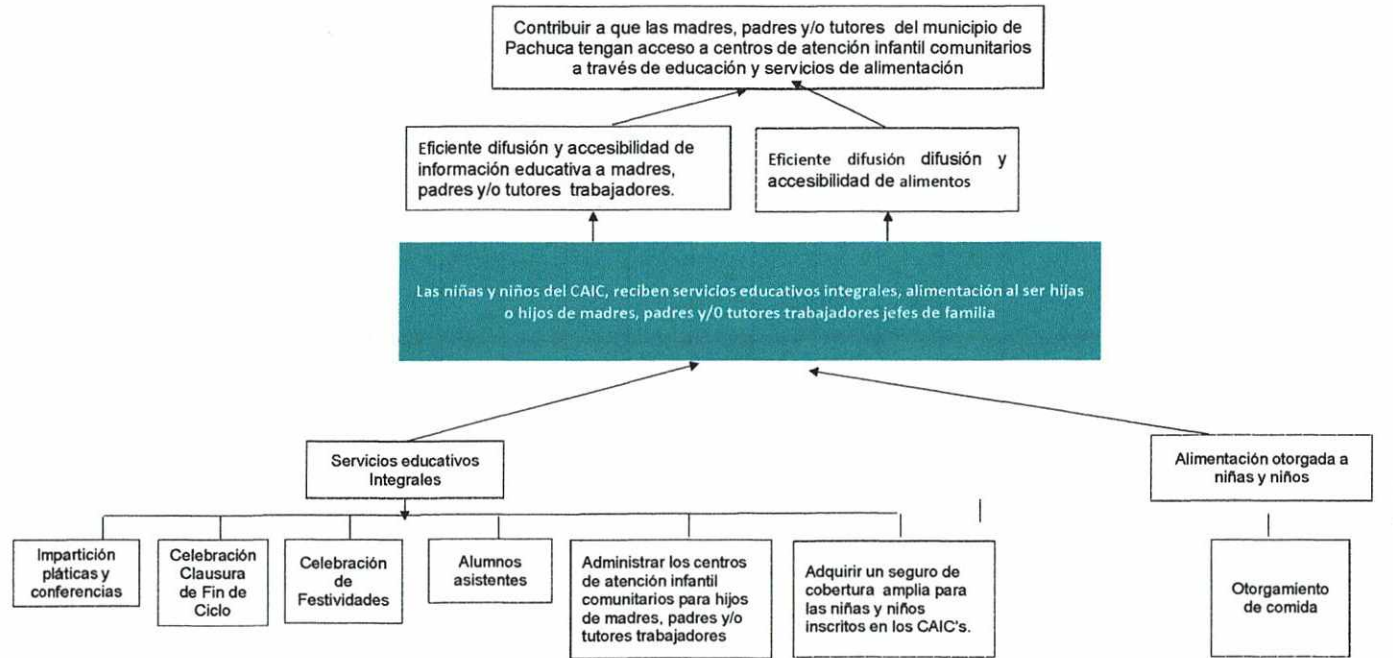 Contribuir a que las madres, padres y/o tutores del municipio de
Pachuca tengan acceso a centros de atención infantil comunitarios
a través de educación y servicios de alimentación
Eficiente difusión y accesibilidad de
información educativa a madres,
padres y/o tutores trabajadores.
Eficiente difusión difusión y
accesibilidad de alimentos
Las niñas y niños del CAIC, reciben servicios educativos integrales, alimentación al ser hijas
o hijos de madres, padres y/0 tutores trabajadores jefes de familia
Servicios educativos
Integrales
Alimentación otorgada a
niñas y niños
Impartición
pláticas y
conferencias
Celebración
Clausura
de Fin de
Ciclo
Celebración
de
Festividades
Alumnos
asistentes
Administrar los centros
de atención infantil
comunitarios para hijos
de madres, padres y/o
tutores trabajadores
Adquirir un seguro de
cobertura amplia para
las niñas y niños
inscritos en los CAIC's.
Otorgamiento
de comida